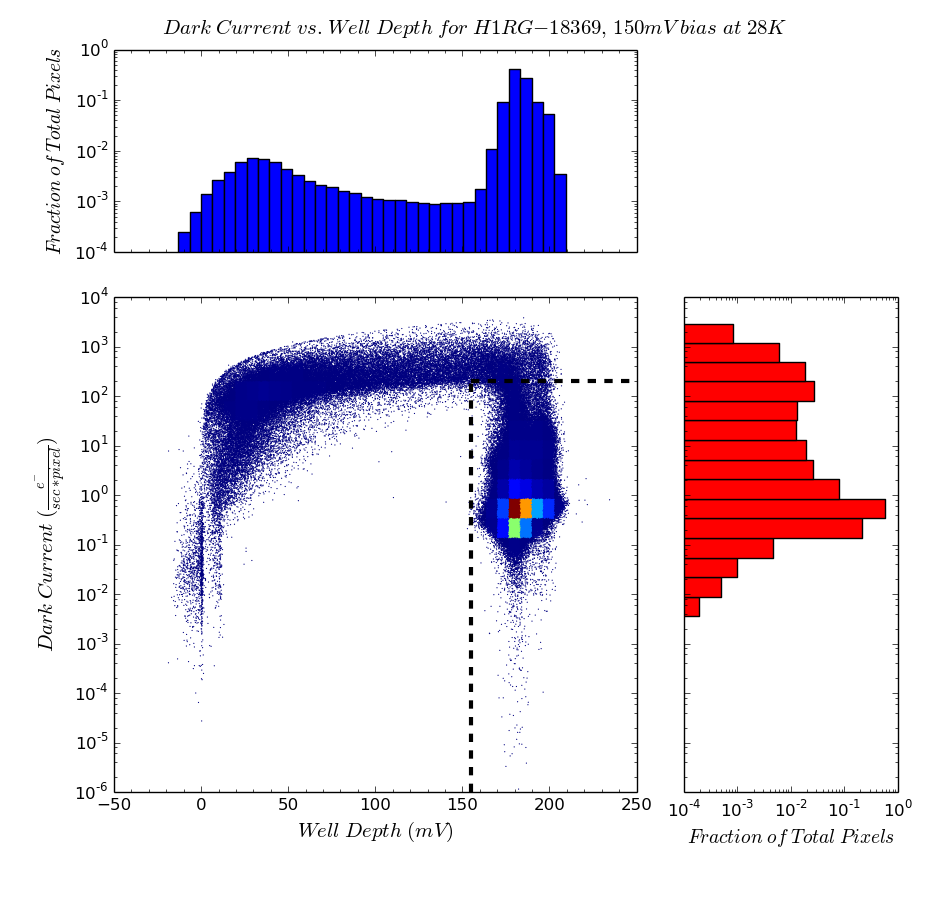 Dark Current vs. Well Depth for H1RG−18369, 150mV bias at 28K
Fraction of Total Pixels
10^0
10^-1
10^-2
10^-3
10^-4
Dark Current (e^-/sec*pixel)
10^4
10^3
10^2
10^1
10^0
10^-1
10^-2
10^-3
10^-4
10^-5
10^-6
−50 0 50 100 150 200 250
Well Depth (mV)
10^-4 10^-3 10^-2 10^-1 10^0
Fraction of Total Pixels